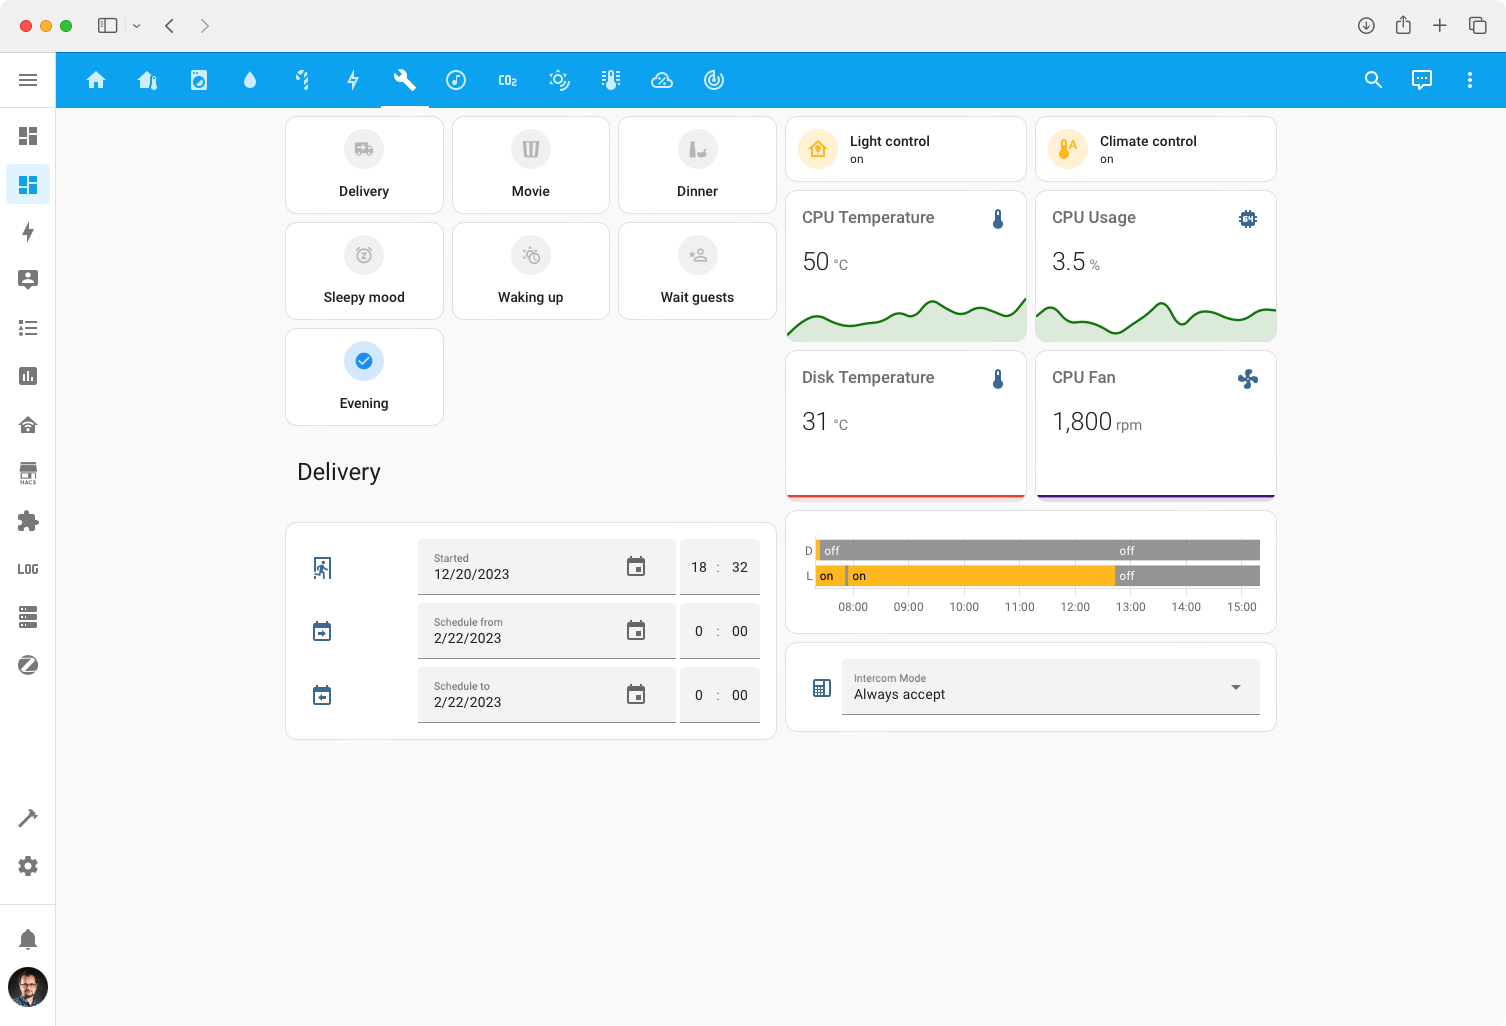 CO2
Delivery
Movie
Dinner
Sleepy mood
Waking up
Wait guests
Evening
Light control
on
A
Climate control
on
CPU Temperature
50 °C
CPU Usage
64
3.5 %
Disk Temperature
31 °C
CPU Fan
1,800 rpm
HACS
LOG
Delivery
Started
12/20/2023
18 : 32
Schedule from
2/22/2023
0 : 00
Schedule to
2/22/2023
0 : 00
D off off
L on on off
08:00 09:00 10:00 11:00 12:00 13:00 14:00 15:00
Intercom Mode
Always accept